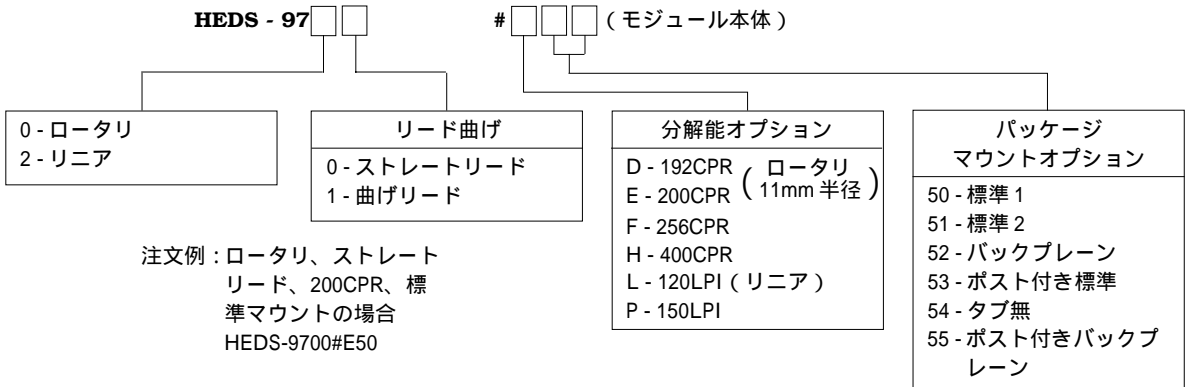 HEDS - 97□□ #□□□(モジュール本体)
0 - ロータリ
2 - リニア
リード曲げ
0 - ストレートリード
1 - 曲げリード
分解能オプション
D - 192CPR
E - 200CPR
(ロータリ
11mm 半径)
F - 256CPR
H - 400CPR
L - 120LPI(リニア)
P - 150LPI
パッケージ
マウントオプション
50 - 標準 1
51 - 標準 2
52 - バックプレーン
53 - ポスト付き標準
54 - タブ無
55 - ポスト付きバックプ
レーン
注文例:ロータリ、ストレート
リード、200CPR、標
準マウントの場合
HEDS-9700#E50